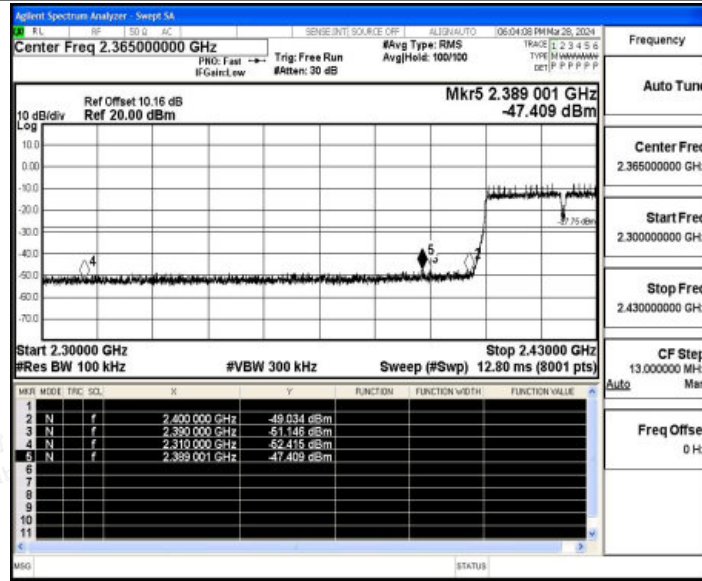 Agilent Spectrum Analyzer - Swept SA
RL RF 50 Ω AC SENSE:INT SOURCE OFF ALIGNAUTO 06:04:08 PM Mar 28, 2024
Center Freq 2.365000000 GHz
PNO: Fast
IFGain:Low
Trig: Free Run
#Atten: 30 dB
#Avg Type: RMS
Avg|Hold: 100/100
TRACE 1 2 3 4 5 6
TYPE M
DET P P P P P P
Frequency
Auto Tune
Mkr5 2.389 001 GHz
-47.409 dBm
Ref Offset 10.16 dB
10 dB/div Ref 20.00 dBm
Log
10.0
0.00
-10.0
-20.0
-30.0
-40.0
-50.0
-60.0
-70.0
4
5
3
2
Center Freq
2.365000000 GHz
Start Freq
2.300000000 GHz
Stop Freq
2.430000000 GHz
CF Step
13.000000 MHz
Auto Man
Freq Offset
0 Hz
Start 2.30000 GHz Stop 2.43000 GHz
#Res BW 100 kHz #VBW 300 kHz Sweep (#Swp) 12.80 ms (8001 pts)
MKR MODE TRC SCL X Y FUNCTION FUNCTION WIDTH FUNCTION VALUE
1
2 N f 2.400 000 GHz -49.034 dBm
3 N f 2.390 000 GHz -51.146 dBm
4 N f 2.310 000 GHz -52.415 dBm
5 N f 2.389 001 GHz -47.409 dBm
6
7
8
9
10
11
MSG STATUS